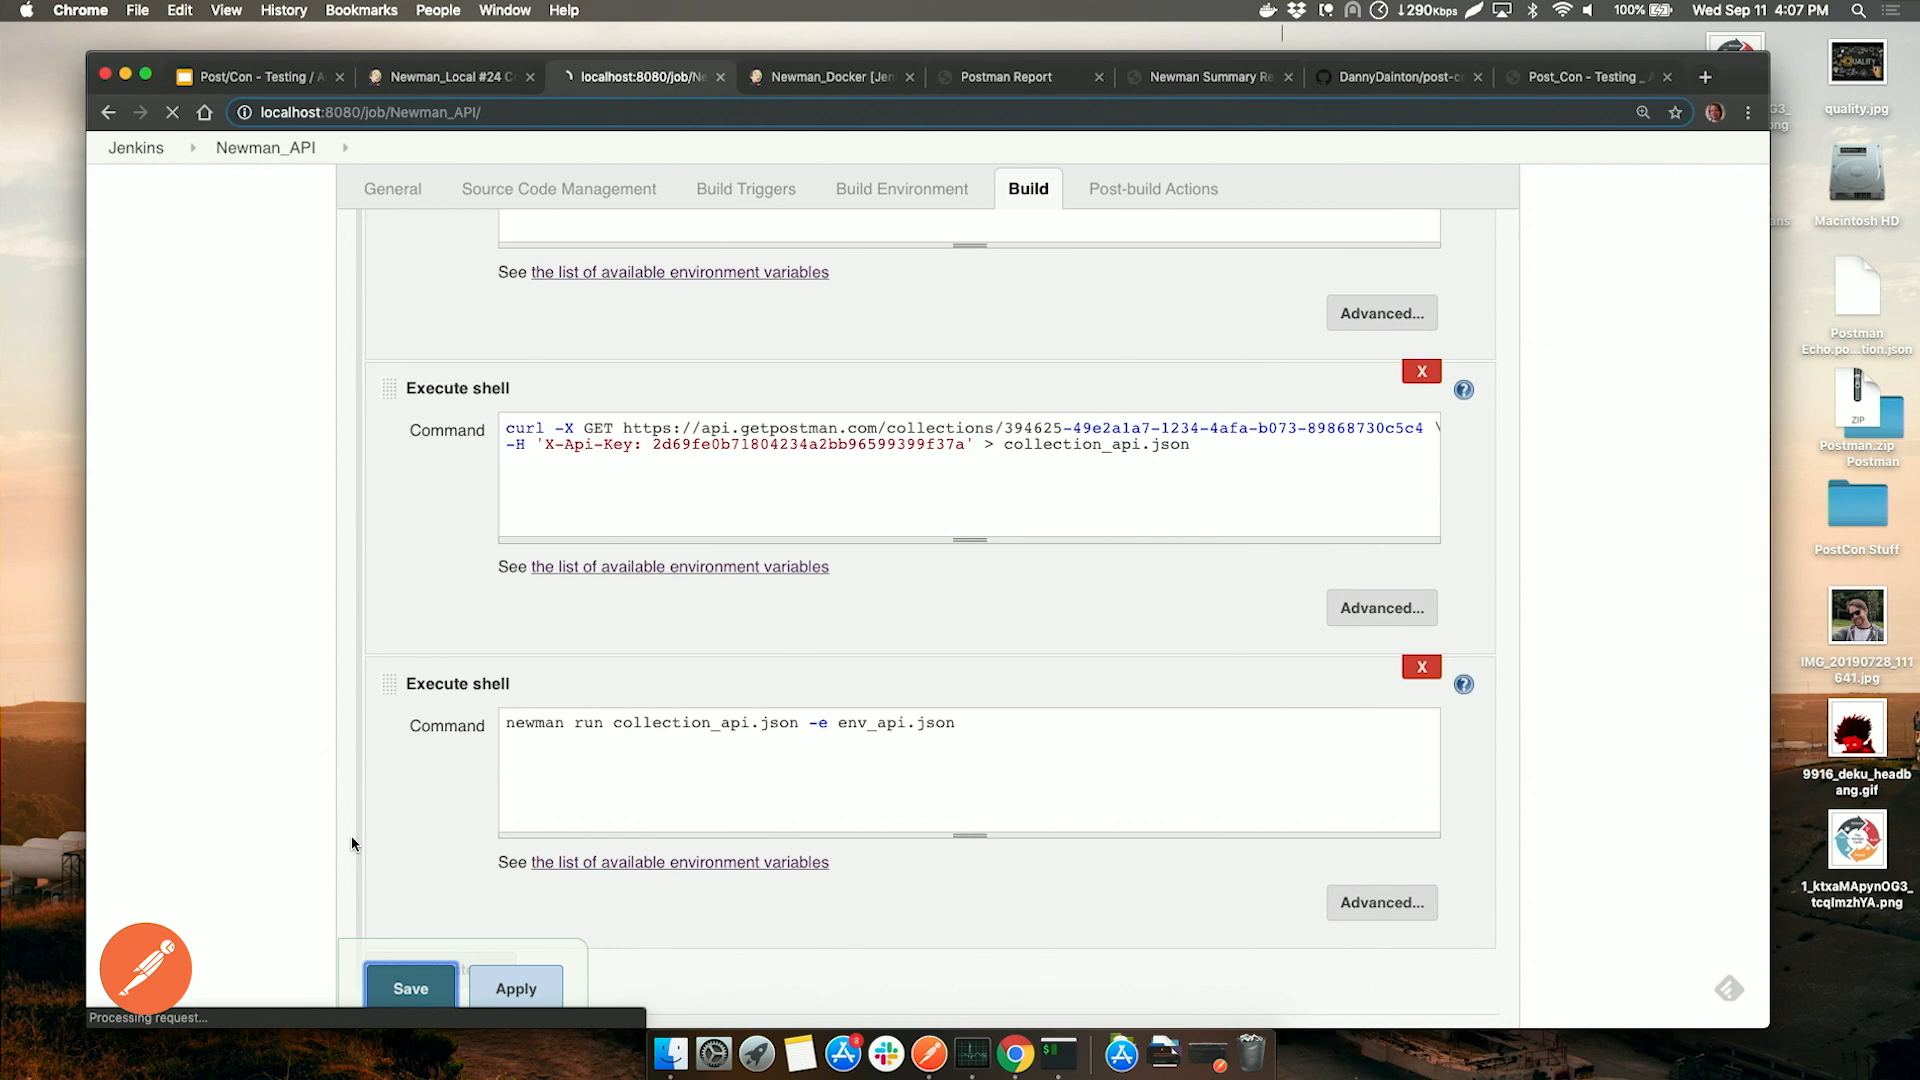 Chrome File Edit View History Bookmarks People Window Help
↓290Kbps 100% Wed Sep 11 4:07 PM
Post/Con - Testing / A
Newman_Local #24 C
localhost:8080/job/Ne
Newman_Docker [Jen
Postman Report
Newman Summary Re
DannyDainton/post-c
Post_Con - Testing _ A
localhost:8080/job/Newman_API/
Jenkins
Newman_API
General
Source Code Management
Build Triggers
Build Environment
Build
Post-build Actions
See the list of available environment variables
Advanced...
Execute shell
X
Command
curl -X GET https://api.getpostman.com/collections/394625-49e2a1a7-1234-4afa-b073-89868730c5c4 \
-H 'X-Api-Key: 2d69fe0b71804234a2bb96599399f37a' > collection_api.json
See the list of available environment variables
Advanced...
Execute shell
X
Command
newman run collection_api.json -e env_api.json
See the list of available environment variables
Advanced...
Save
Apply
Processing request...
quality.jpg
Macintosh HD
Postman
Echo.po...tion.json
ZIP
Postman.zip
Postman
PostCon Stuff
IMG_20190728_111
641.jpg
9916_deku_headb
ang.gif
1_ktxaMApynOG3_
tcqImzhYA.png
3